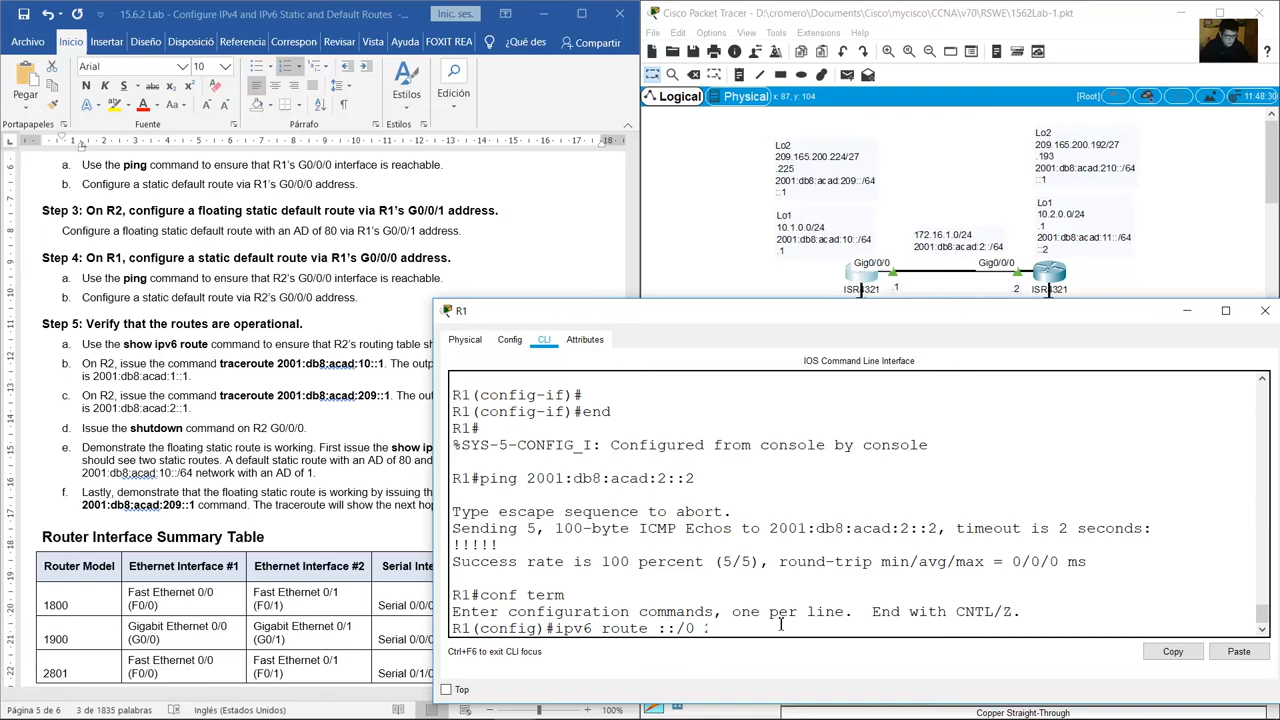 15.6.2 Lab - Configure IPv4 and IPv6 Static and Default Routes
Inic. ses.
Archivo Inicio Insertar Disposición Referencia Correspon Revisar Vista Ayuda FOXIT REA ¿Qué des Compartir
Pegar
Arial 10
N K S
Estilos
Edición
Portapapeles
Fuente
Párrafo
Estilos
a. Use the ping command to ensure that R1's G0/0/0 interface is reachable.
b. Configure a static default route via R1's G0/0/0 address.
Step 3: On R2, configure a floating static default route via R1's G0/0/1 address.
Configure a floating static default route with an AD of 80 via R1's G0/0/1 address.
Step 4: On R1, configure a static default route via R1's G0/0/0 address.
a. Use the ping command to ensure that R2's G0/0/0 interface is reachable.
b. Configure a static default route via R2's G0/0/0 address.
Step 5: Verify that the routes are operational.
a. Use the show ipv6 route command to ensure that R2's routing table sh
b. On R2, issue the command traceroute 2001:db8:acad:10::1. The outp
is 2001:db8:acad:1::1.
c. On R2, issue the command traceroute 2001:db8:acad:209::1. The out
is 2001:db8:acad:2::1.
d. Issue the shutdown command on R2 G0/0/0.
e. Demonstrate the floating static route is working. First issue the show ip
should see two static routes. A default static route with an AD of 80 and
2001:db8:acad:10::/64 network with an AD of 1.
f. Lastly, demonstrate that the floating static route is working by issuing th
2001:db8:acad:209::1 command. The traceroute will show the next hop
Router Interface Summary Table
Router Model Ethernet Interface #1 Ethernet Interface #2 Serial Inte
1800 Fast Ethernet 0/0 (F0/0) Fast Ethernet 0/1 (F0/1) Serial 0/0/
1900 Gigabit Ethernet 0/0 (G0/0) Gigabit Ethernet 0/1 (G0/1) Serial 0/0/
2801 Fast Ethernet 0/0 (F0/0) Fast Ethernet 0/1 (F0/1) Serial 0/1/0
Página 5 de 6 3 de 1835 palabras Inglés (Estados Unidos) 100%
Cisco Packet Tracer - D:\cromero\Documents\Cisco\mycisco\CCNA\v70\RSWE\1562Lab-1.pkt
File Edit Options View Tools Extensions Help
Logical Physical x: 87, y: 104 [Root] 11:48:30
Lo2
209.165.200.224/27
.225
2001:db8:acad:209::/64
::1
Lo1
10.1.0.0/24
2001:db8:acad:10::/64
.1
172.16.1.0/24
2001:db8:acad:2::/64
Lo2
209.165.200.192/27
.193
2001:db8:acad:210::/64
::1
Lo1
10.2.0.0/24
.1
2001:db8:acad:11::/64
::2
Gig0/0/0 Gig0/0/0
ISR4321 .1 .2 ISR4321
R1
Physical Config CLI Attributes
IOS Command Line Interface
R1(config-if)#
R1(config-if)#end
R1#
%SYS-5-CONFIG_I: Configured from console by console
R1#ping 2001:db8:acad:2::2
Type escape sequence to abort.
Sending 5, 100-byte ICMP Echos to 2001:db8:acad:2::2, timeout is 2 seconds:
!!!!!
Success rate is 100 percent (5/5), round-trip min/avg/max = 0/0/0 ms
R1#conf term
Enter configuration commands, one per line. End with CNTL/Z.
R1(config)#ipv6 route ::/0 2
Ctrl+F6 to exit CLI focus
Copy Paste
Top
Copper Straight-Through